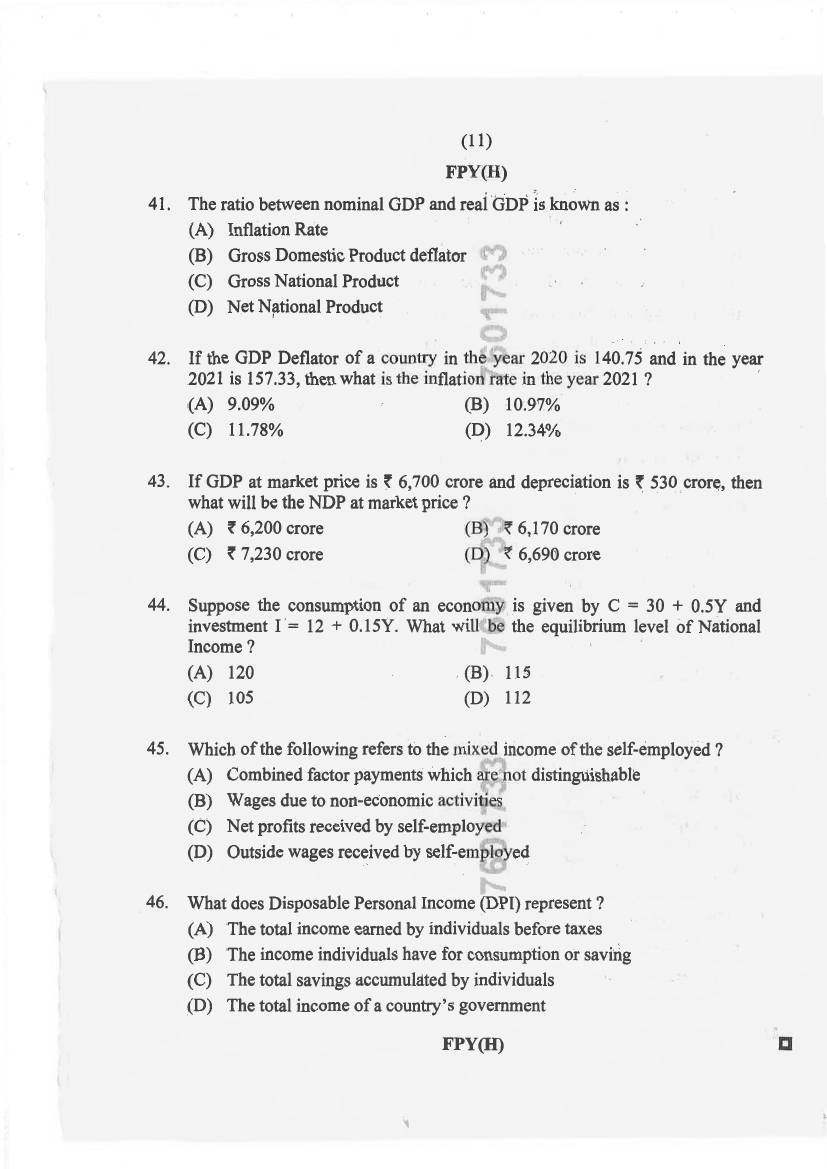 (11)
FPY(H)
41. The ratio between nominal GDP and real GDP is known as :
(A) Inflation Rate
(B) Gross Domestic Product deflator
(C) Gross National Product
(D) Net National Product
42. If the GDP Deflator of a country in the year 2020 is 140.75 and in the year
2021 is 157.33, then what is the inflation rate in the year 2021 ?
(A) 9.09% (B) 10.97%
(C) 11.78% (D) 12.34%
43. If GDP at market price is ₹ 6,700 crore and depreciation is ₹ 530 crore, then
what will be the NDP at market price ?
(A) ₹ 6,200 crore (B) ₹ 6,170 crore
(C) ₹ 7,230 crore (D) ₹ 6,690 crore
44. Suppose the consumption of an economy is given by C = 30 + 0.5Y and
investment I = 12 + 0.15Y. What will be the equilibrium level of National
Income ?
(A) 120 (B) 115
(C) 105 (D) 112
45. Which of the following refers to the mixed income of the self-employed ?
(A) Combined factor payments which are not distinguishable
(B) Wages due to non-economic activities
(C) Net profits received by self-employed
(D) Outside wages received by self-employed
46. What does Disposable Personal Income (DPI) represent ?
(A) The total income earned by individuals before taxes
(B) The income individuals have for consumption or saving
(C) The total savings accumulated by individuals
(D) The total income of a country's government
FPY(H)
76017333
76017333
76017333